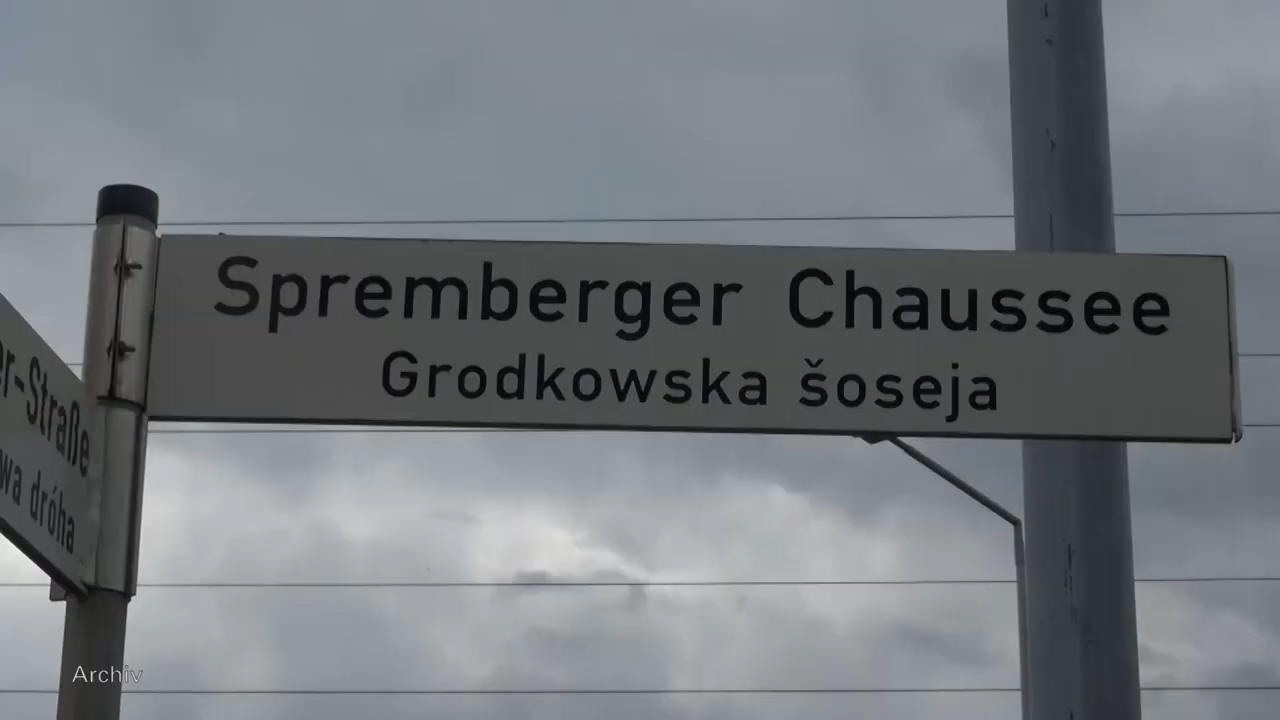 Spremberger Chaussee
Grodkowska šoseja
er-Straße
wa dróha
Archiv